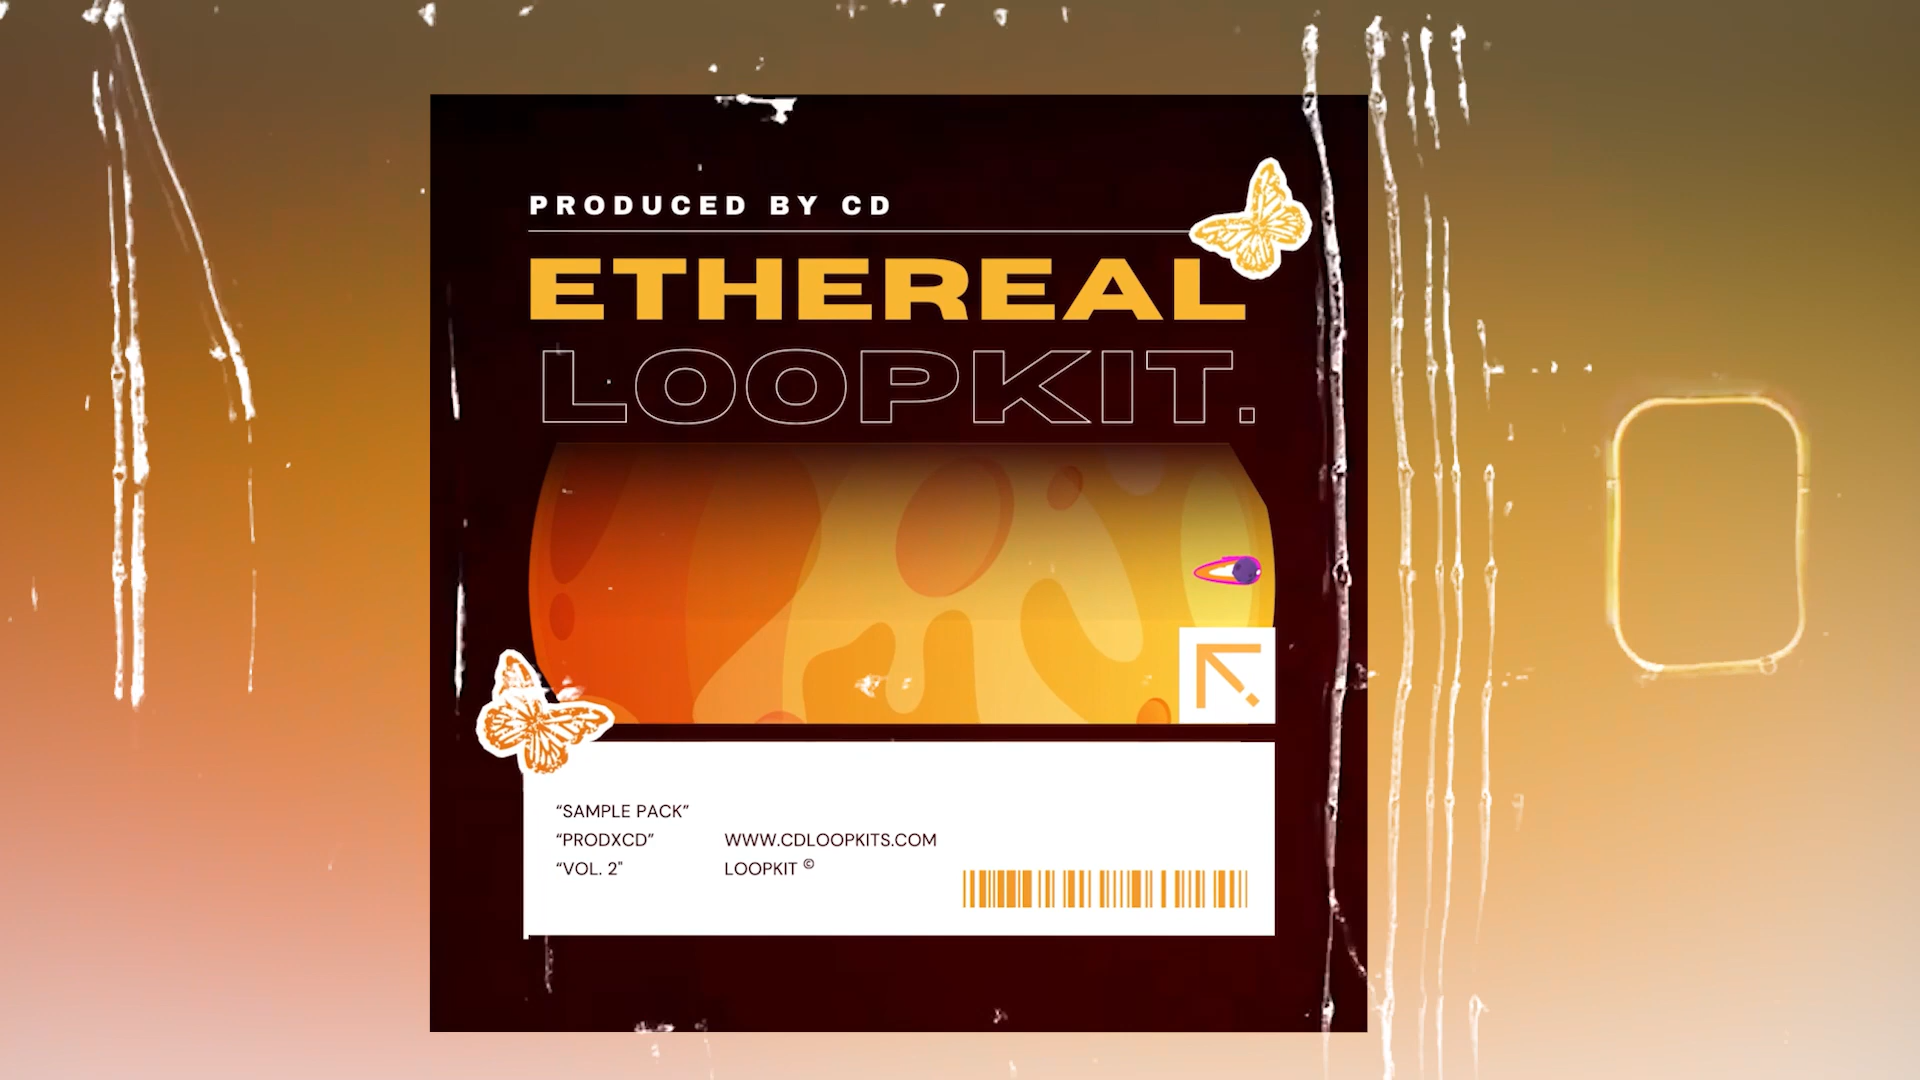 PRODUCED BY CD
ETHEREAL
LOOPKIT.
“SAMPLE PACK”
“PRODXCD”
“VOL. 2"
WWW.CDLOOPKITS.COM
LOOPKIT ©